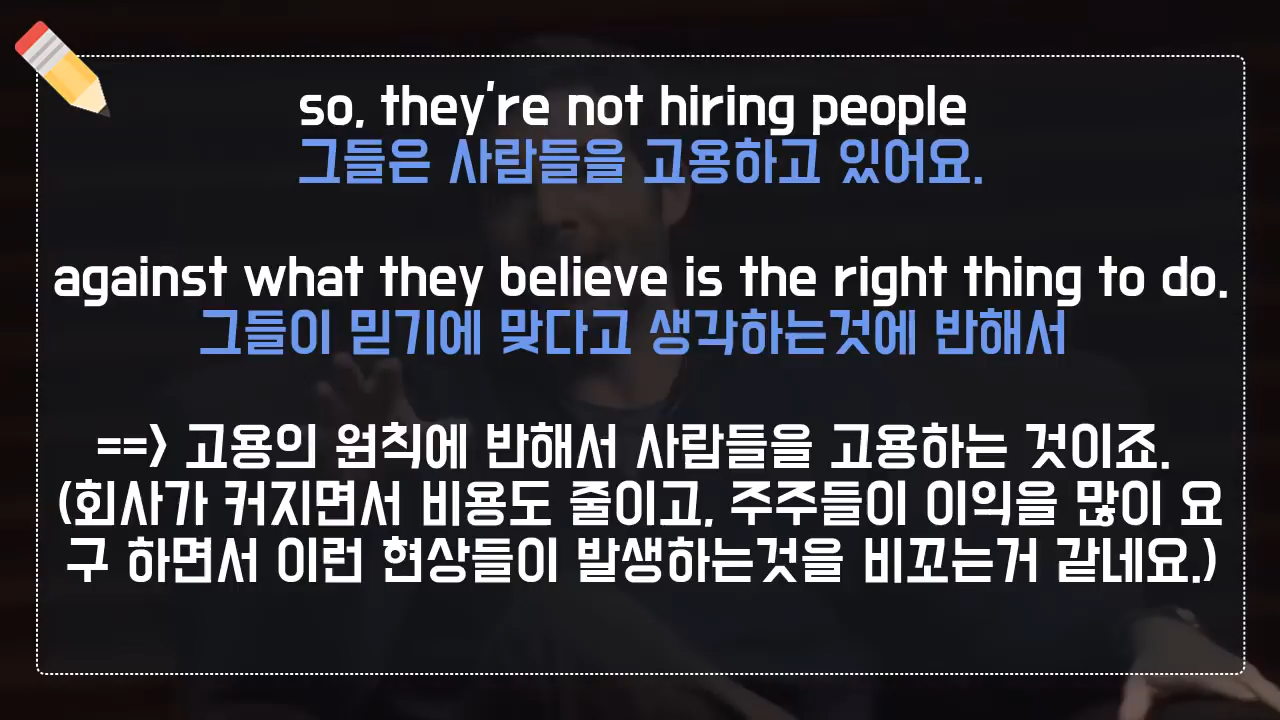 so, they're not hiring people
그들은 사람들을 고용하고 있어요.
against what they believe is the right thing to do.
그들이 믿기에 맞다고 생각하는것에 반해서
==> 고용의 원칙에 반해서 사람들을 고용하는 것이죠.
(회사가 커지면서 비용도 줄이고, 주주들이 이익을 많이 요
구 하면서 이런 현상들이 발생하는것을 비꼬는거 같네요.)